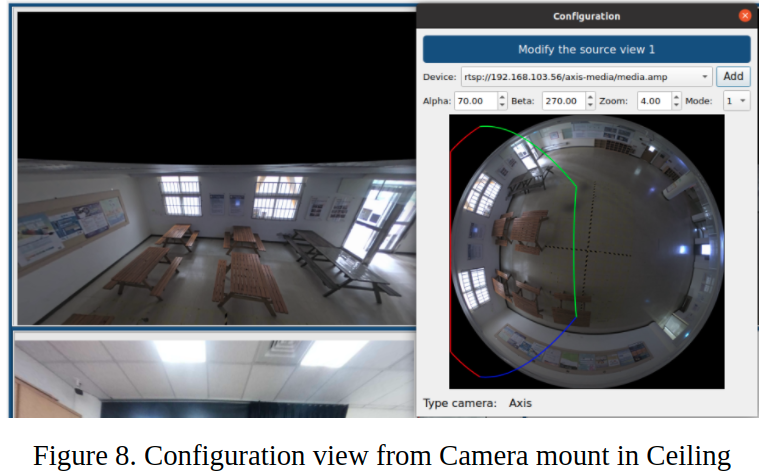 Configuration
Modify the source view 1
Device: rtsp://192.168.103.56/axis-media/media.amp Add
Alpha: 70.00 Beta: 270.00 Zoom: 4.00 Mode: 1
Type camera: Axis
Figure 8. Configuration view from Camera mount in Ceiling